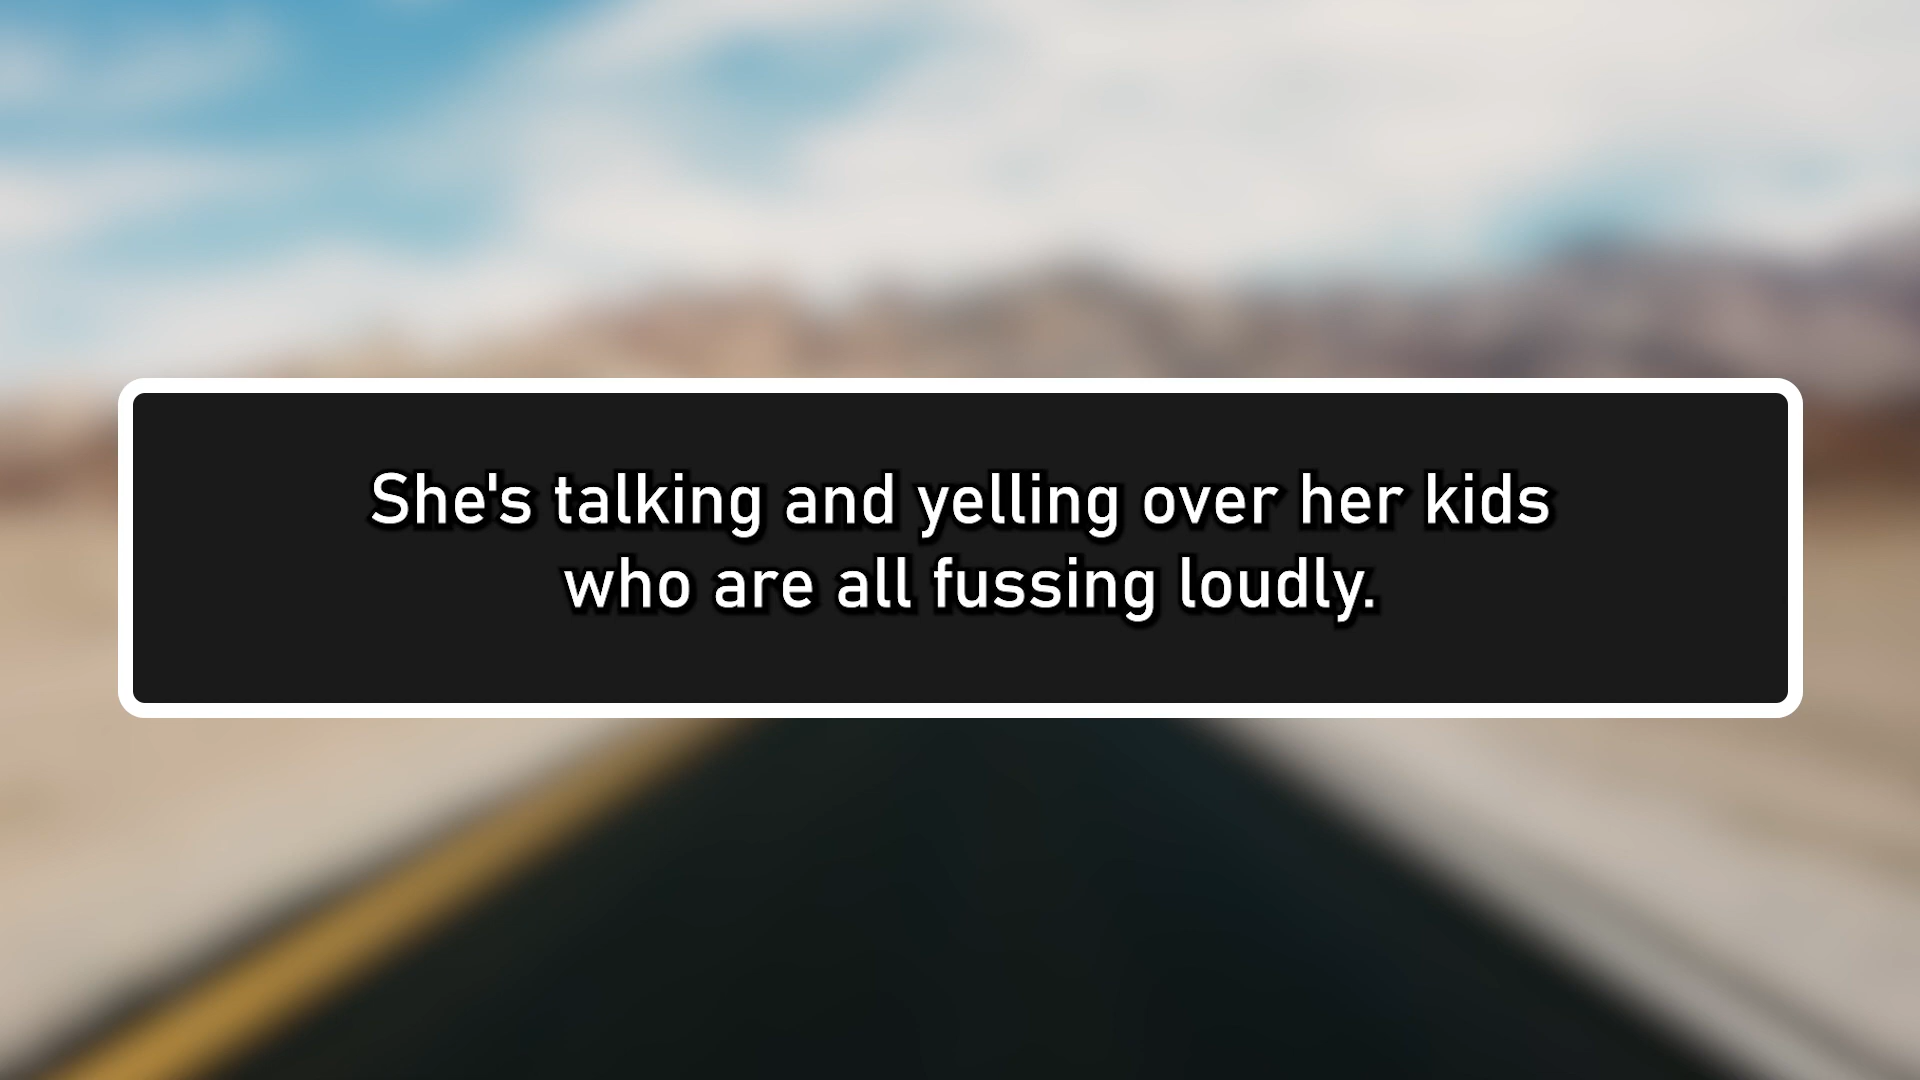 She's talking and yelling over her kids
who are all fussing loudly.